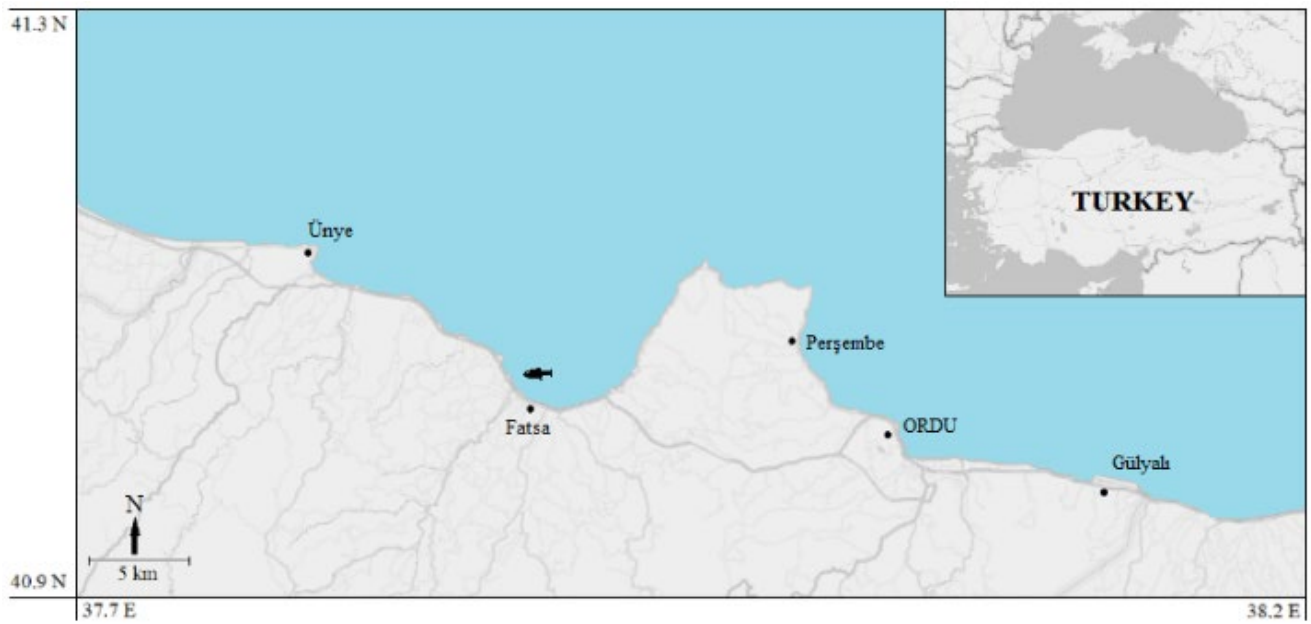 41.3 N
TURKEY
Ünye
Perşembe
Fatsa
ORDU
Gülyalı
N
5 km
40.9 N
37.7 E
38.2 E